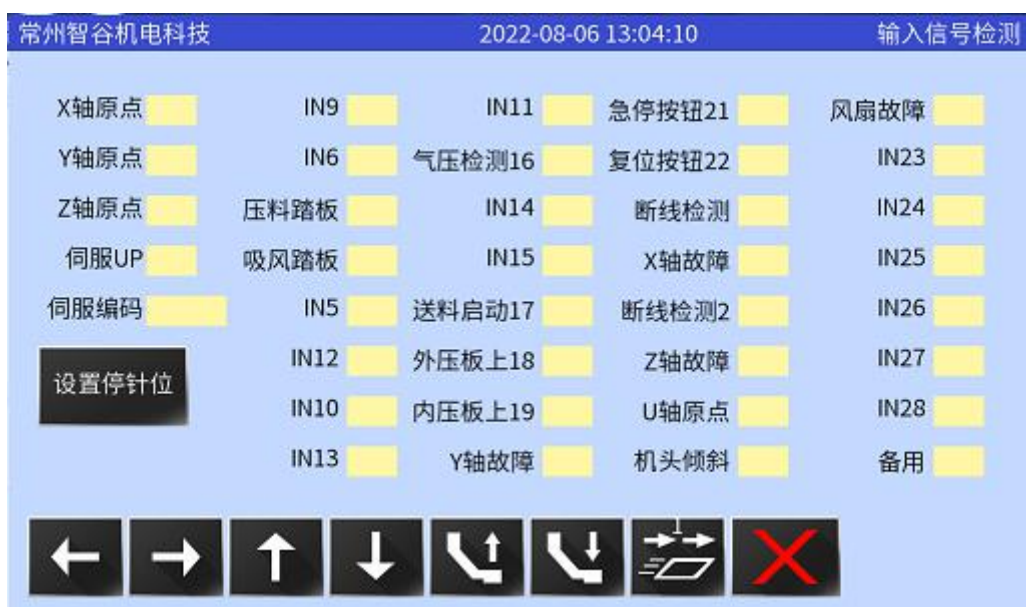 常州智谷机电科技 2022-08-06 13:04:10 输入信号检测
X轴原点 IN9 IN11 急停按钮21 风扇故障
Y轴原点 IN6 气压检测16 复位按钮22 IN23
Z轴原点 压料踏板 IN14 断线检测 IN24
伺服UP 吸风踏板 IN15 X轴故障 IN25
伺服编码 IN5 送料启动17 断线检测2 IN26
设置停针位 IN12 外压板上18 Z轴故障 IN27
IN10 内压板上19 U轴原点 IN28
IN13 Y轴故障 机头倾斜 备用